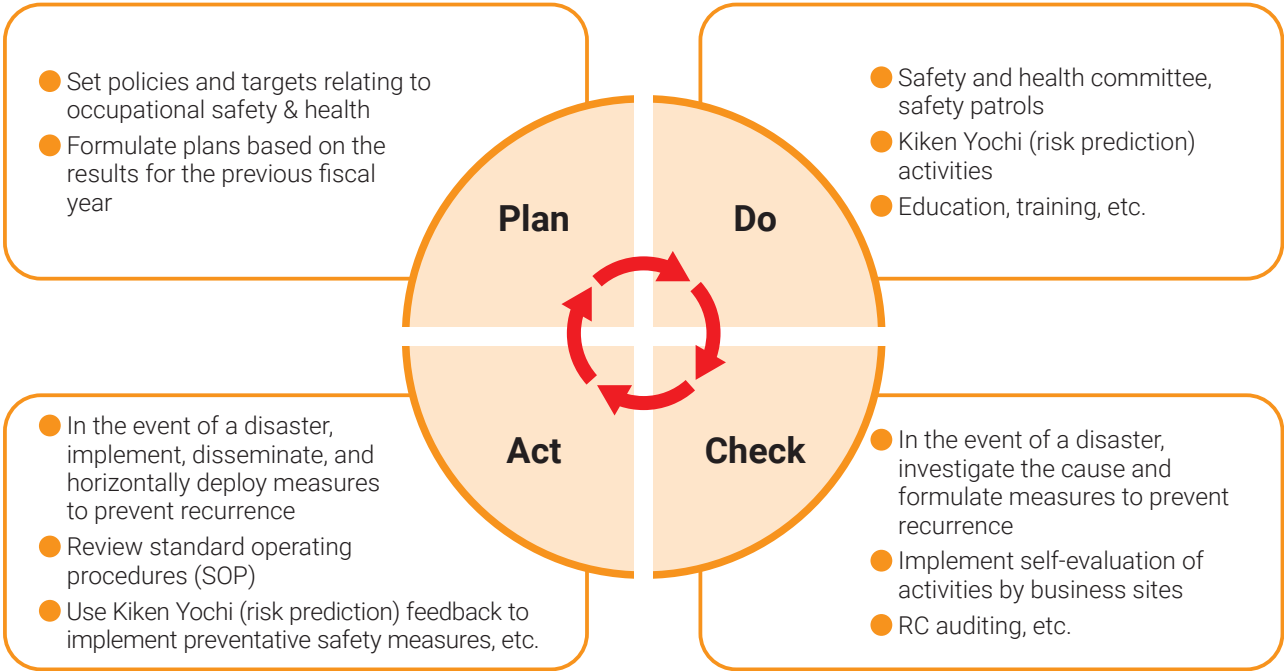 Set policies and targets relating to
occupational safety & health
Formulate plans based on the
results for the previous fiscal
year
Plan
Safety and health committee,
safety patrols
Kiken Yochi (risk prediction)
activities
Education, training, etc.
Do
In the event of a disaster,
implement, disseminate, and
horizontally deploy measures
to prevent recurrence
Review standard operating
procedures (SOP)
Use Kiken Yochi (risk prediction) feedback to
implement preventative safety measures, etc.
Act
Check
In the event of a disaster,
investigate the cause and
formulate measures to prevent
recurrence
Implement self-evaluation of
activities by business sites
RC auditing, etc.